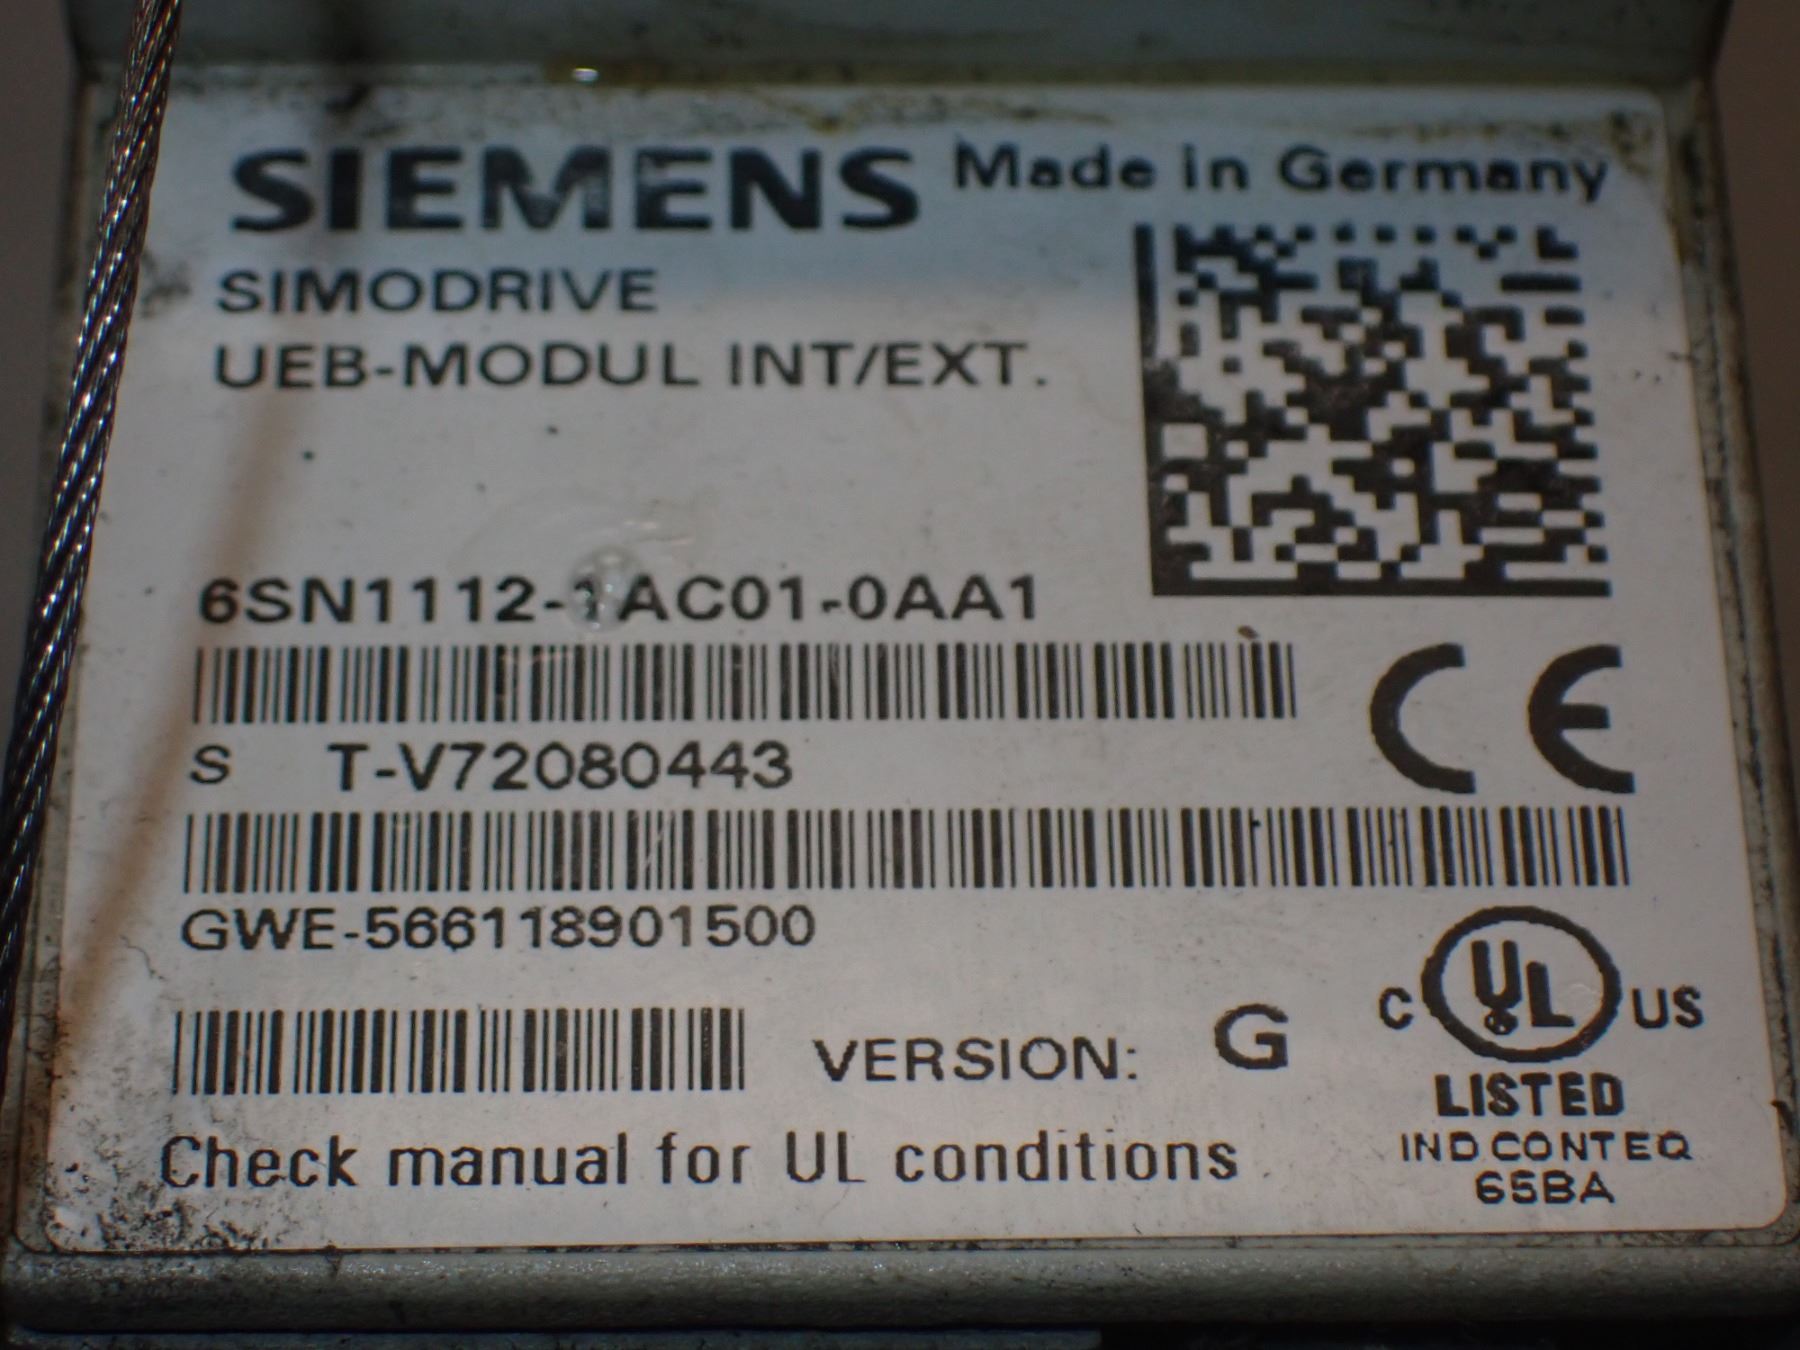 SIEMENS Made in Germany
SIMODRIVE
UEB-MODUL INT/EXT.
6SN1112-1AC01-0AA1
S T-V72080443
CE
GWE-566118901500
VERSION: G
C UL US
LISTED
IND CONT EQ
65BA
Check manual for UL conditions